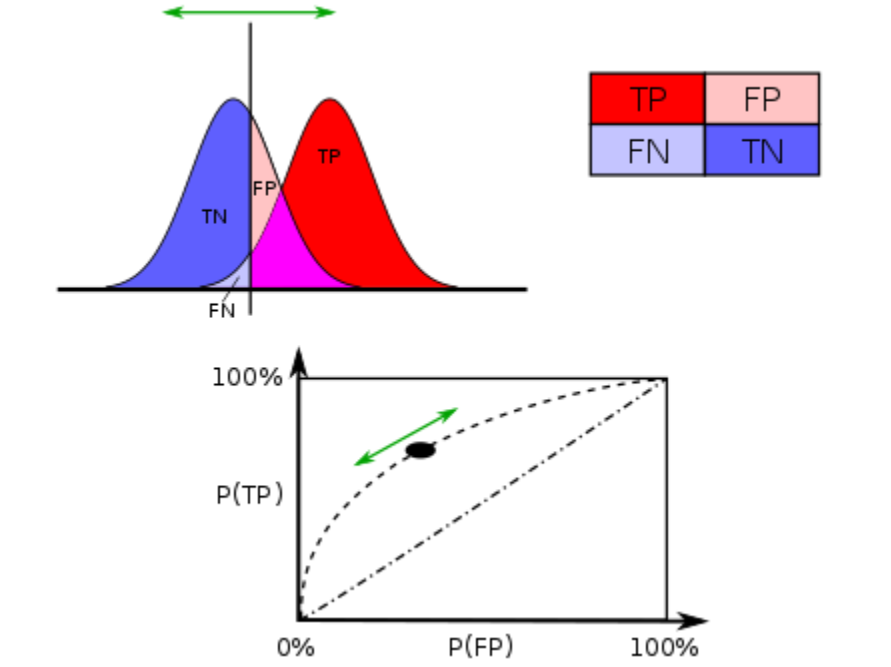 TP FP
FN TN
TP
FP
TN
FN
100%
P(TP)
0% P(FP) 100%